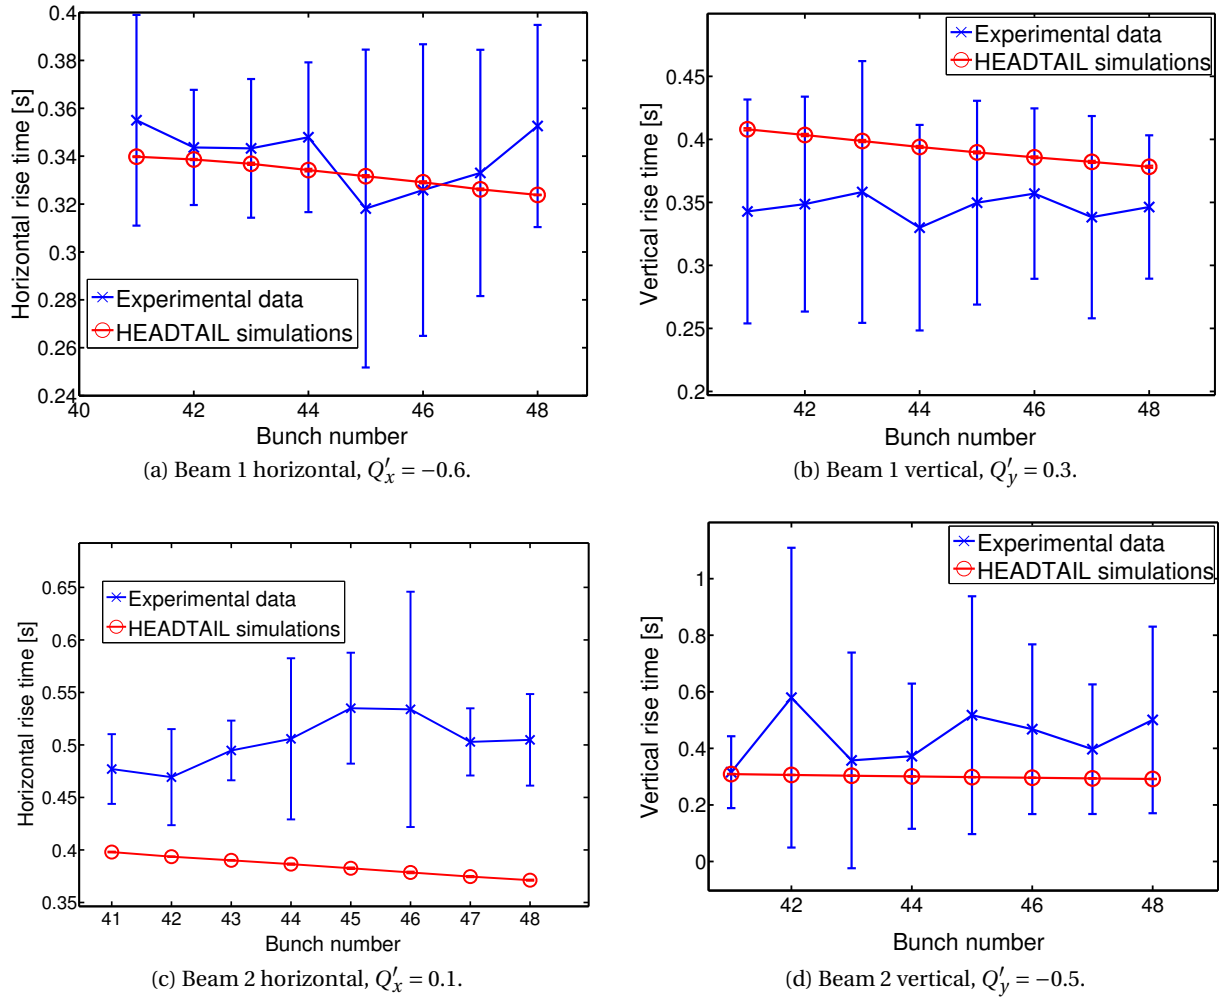 0.4
0.38
0.36
0.34
0.32
0.3
0.28
0.26
0.24
Horizontal rise time [s]
Experimental data
HEADTAIL simulations
40 42 44 46 48
Bunch number
(a) Beam 1 horizontal, Q′x = −0.6.
0.45
0.4
0.35
0.3
0.25
0.2
Vertical rise time [s]
Experimental data
HEADTAIL simulations
42 44 46 48
Bunch number
(b) Beam 1 vertical, Q′y = 0.3.
0.65
0.6
0.55
0.5
0.45
0.4
0.35
Horizontal rise time [s]
Experimental data
HEADTAIL simulations
41 42 43 44 45 46 47 48
Bunch number
(c) Beam 2 horizontal, Q′x = 0.1.
1
0.8
0.6
0.4
0.2
0
Vertical rise time [s]
Experimental data
HEADTAIL simulations
42 44 46 48
Bunch number
(d) Beam 2 vertical, Q′y = −0.5.